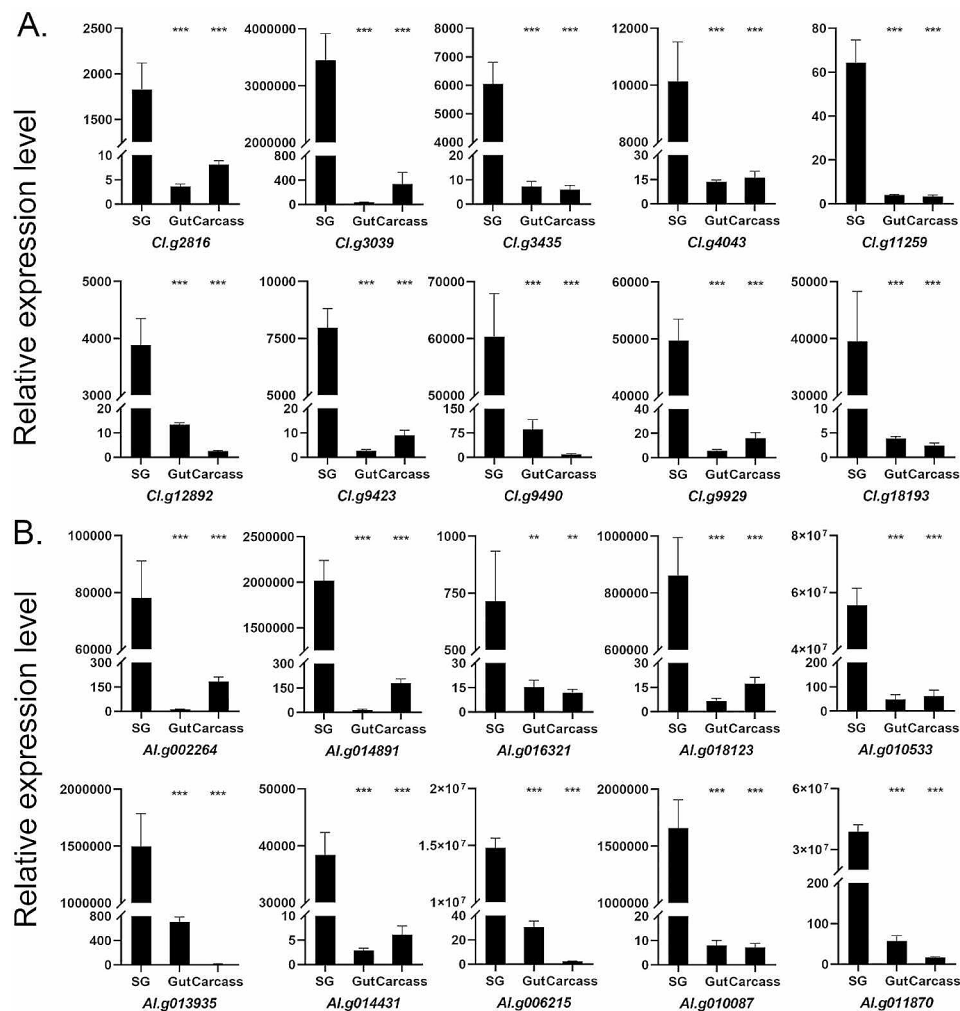 A.
Relative expression level
2500 *** ***
2000
1500
10
5
0
SG Gut Carcass
Cl.g2816
4000000 *** ***
3000000
2000000
800
400
0
SG Gut Carcass
Cl.g3039
8000 *** ***
7000
6000
5000
4000
20
10
0
SG Gut Carcass
Cl.g3435
12000 *** ***
10000
8000
30
15
0
SG Gut Carcass
Cl.g4043
80 *** ***
60
40
20
0
SG Gut Carcass
Cl.g11259
5000 *** ***
4000
3000
20
10
0
SG Gut Carcass
Cl.g12892
10000 *** ***
7500
5000
20
10
0
SG Gut Carcass
Cl.g9423
70000 *** ***
60000
50000
150
75
0
SG Gut Carcass
Cl.g9490
60000 *** ***
50000
40000
40
20
0
SG Gut Carcass
Cl.g9929
50000 *** ***
40000
30000
10
5
0
SG Gut Carcass
Cl.g18193
B.
Relative expression level
100000 *** ***
80000
60000
300
150
0
SG Gut Carcass
Al.g002264
2500000 *** ***
2000000
1500000
300
150
0
SG Gut Carcass
Al.g014891
1000 ** **
750
500
50
25
0
SG Gut Carcass
Al.g016321
1000000 *** ***
800000
600000
30
15
0
SG Gut Carcass
Al.g018123
8×10⁷ *** ***
6×10⁷
4×10⁷
200
100
0
SG Gut Carcass
Al.g010533
2000000 *** ***
1500000
1000000
800
400
0
SG Gut Carcass
Al.g013935
50000 *** ***
40000
30000
10
5
0
SG Gut Carcass
Al.g014431
2×10⁷ *** ***
1.5×10⁷
1×10⁷
40
20
0
SG Gut Carcass
Al.g006215
2000000 *** ***
1500000
1000000
20
10
0
SG Gut Carcass
Al.g010087
6×10⁷ *** ***
3×10⁷
200
100
0
SG Gut Carcass
Al.g011870